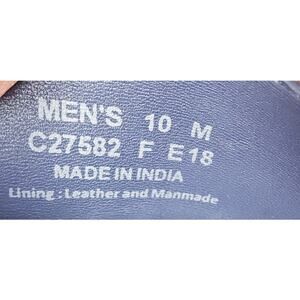 MEN'S 10 M
C27582 F E18
MADE IN INDIA
Lining : Leather and Manmade